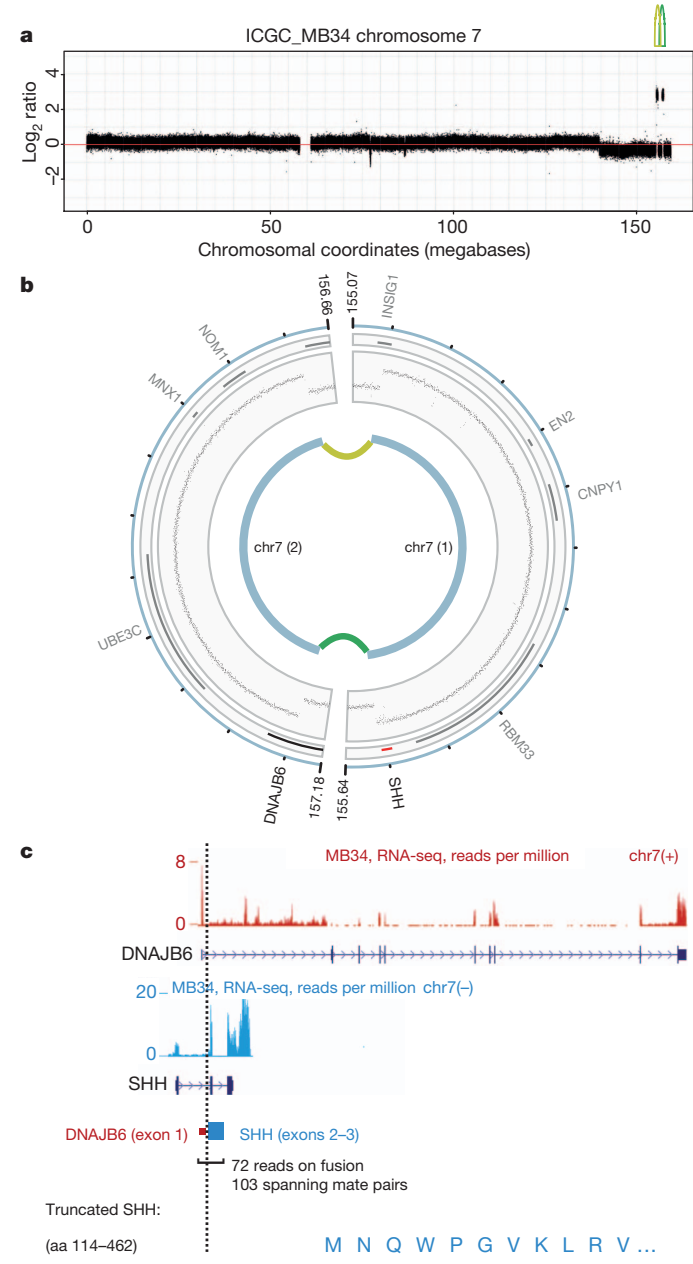 a
ICGC_MB34 chromosome 7
Log2 ratio
4
2
0
−2
0 50 100 150
Chromosomal coordinates (megabases)
b
156.66
155.07
INSIG1
NOM1
MNX1
EN2
CNPY1
chr7 (2)
chr7 (1)
UBE3C
RBM33
DNAJB6
157.18
155.64
SHH
c
8
MB34, RNA-seq, reads per million chr7(+)
0
DNAJB6
20
MB34, RNA-seq, reads per million chr7(−)
0
SHH
DNAJB6 (exon 1) SHH (exons 2–3)
72 reads on fusion
103 spanning mate pairs
Truncated SHH:
(aa 114–462) M N Q W P G V K L R V ...